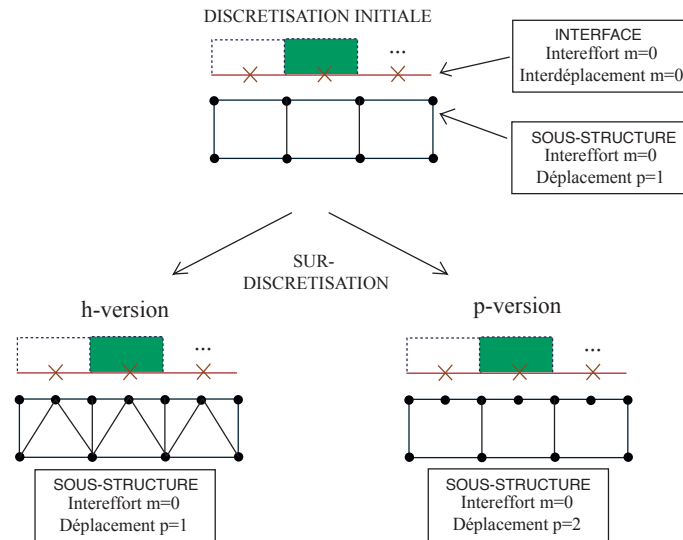 DISCRETISATION INITIALE
...
INTERFACE
Intereffort m=0
Interdéplacement m=0
SOUS-STRUCTURE
Intereffort m=0
Déplacement p=1
SUR-
DISCRETISATION
h-version
p-version
...
...
SOUS-STRUCTURE
Intereffort m=0
Déplacement p=1
SOUS-STRUCTURE
Intereffort m=0
Déplacement p=2